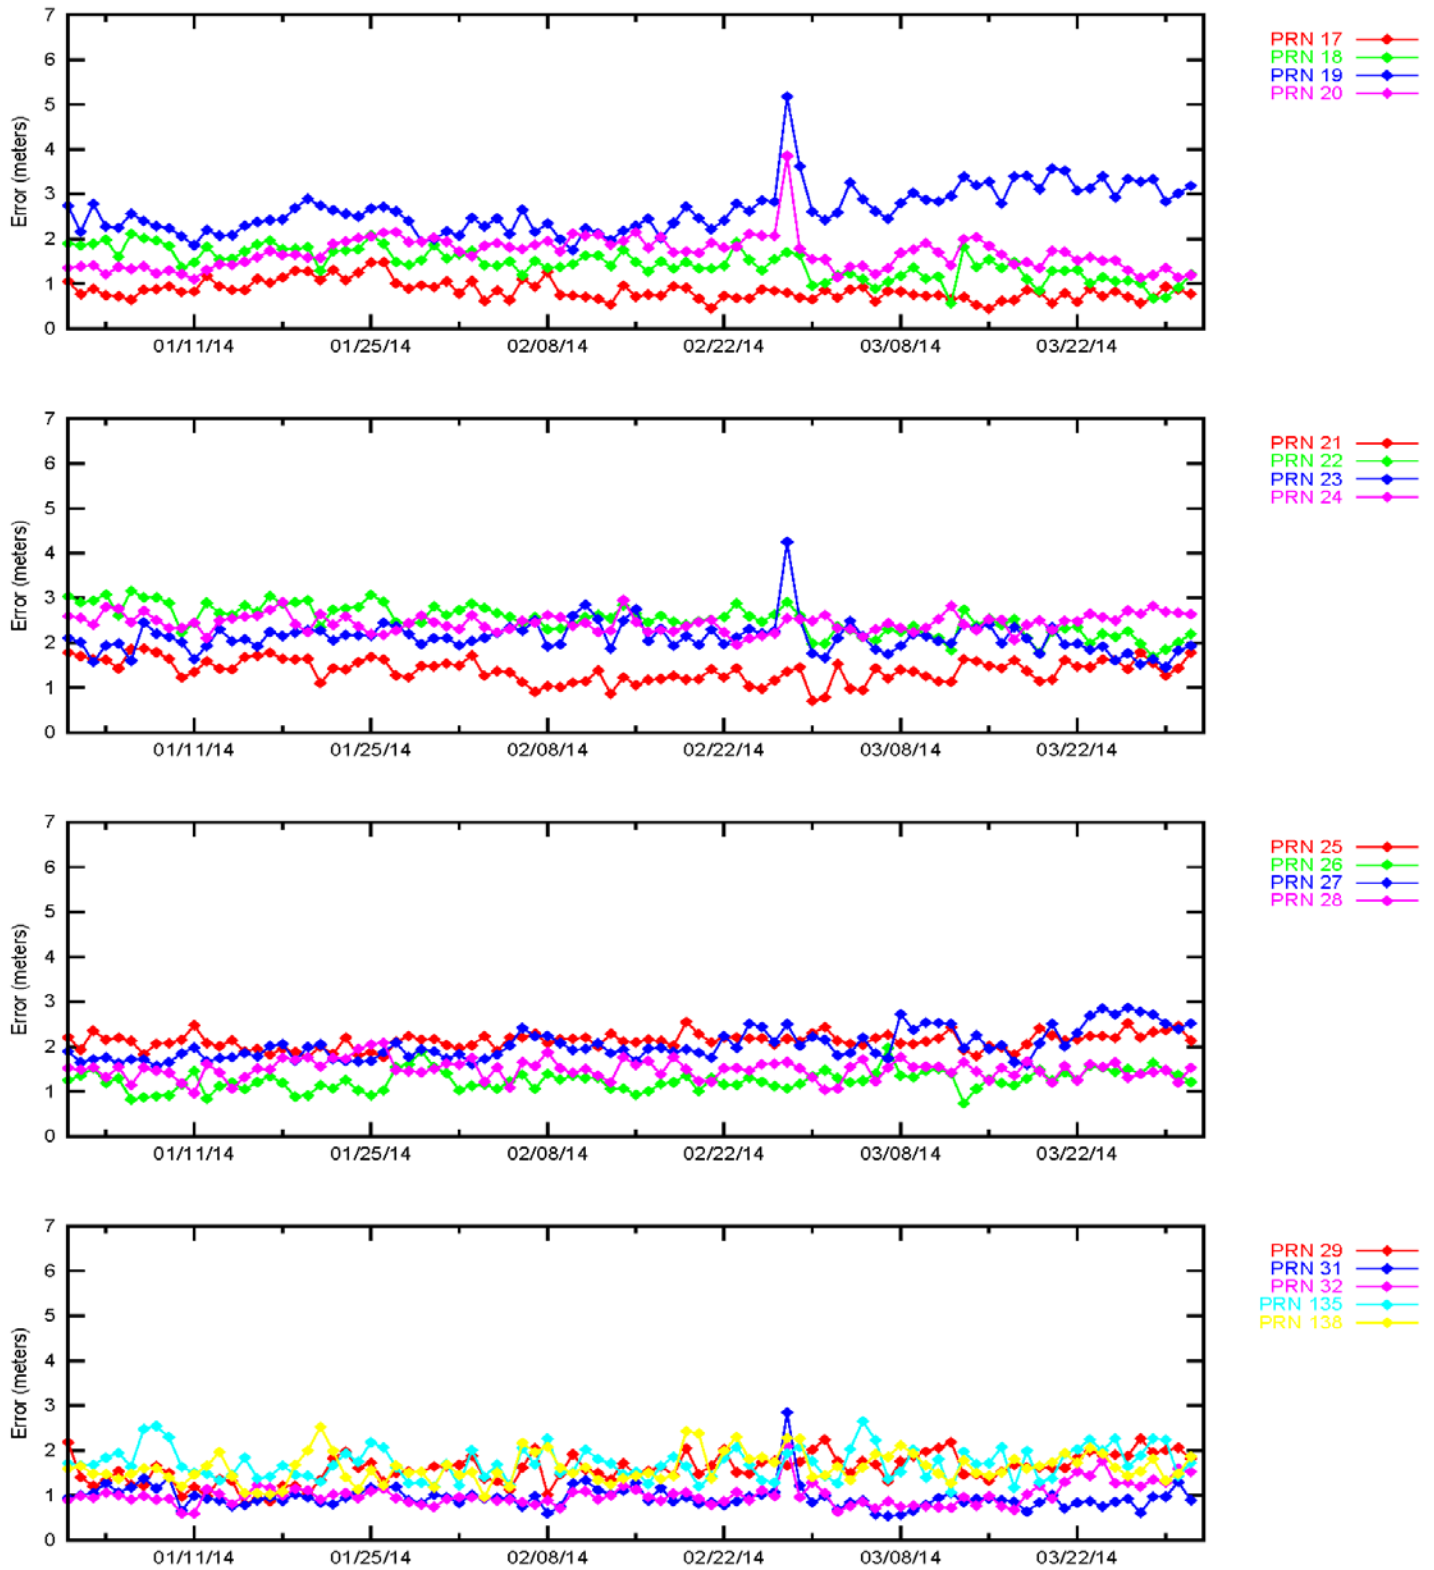 7
6
5
4
3
2
1
0
Error (meters)
01/11/14 01/25/14 02/08/14 02/22/14 03/08/14 03/22/14
PRN 17
PRN 18
PRN 19
PRN 20
7
6
5
4
3
2
1
0
Error (meters)
01/11/14 01/25/14 02/08/14 02/22/14 03/08/14 03/22/14
PRN 21
PRN 22
PRN 23
PRN 24
7
6
5
4
3
2
1
0
Error (meters)
01/11/14 01/25/14 02/08/14 02/22/14 03/08/14 03/22/14
PRN 25
PRN 26
PRN 27
PRN 28
7
6
5
4
3
2
1
0
Error (meters)
01/11/14 01/25/14 02/08/14 02/22/14 03/08/14 03/22/14
PRN 29
PRN 31
PRN 32
PRN 135
PRN 138